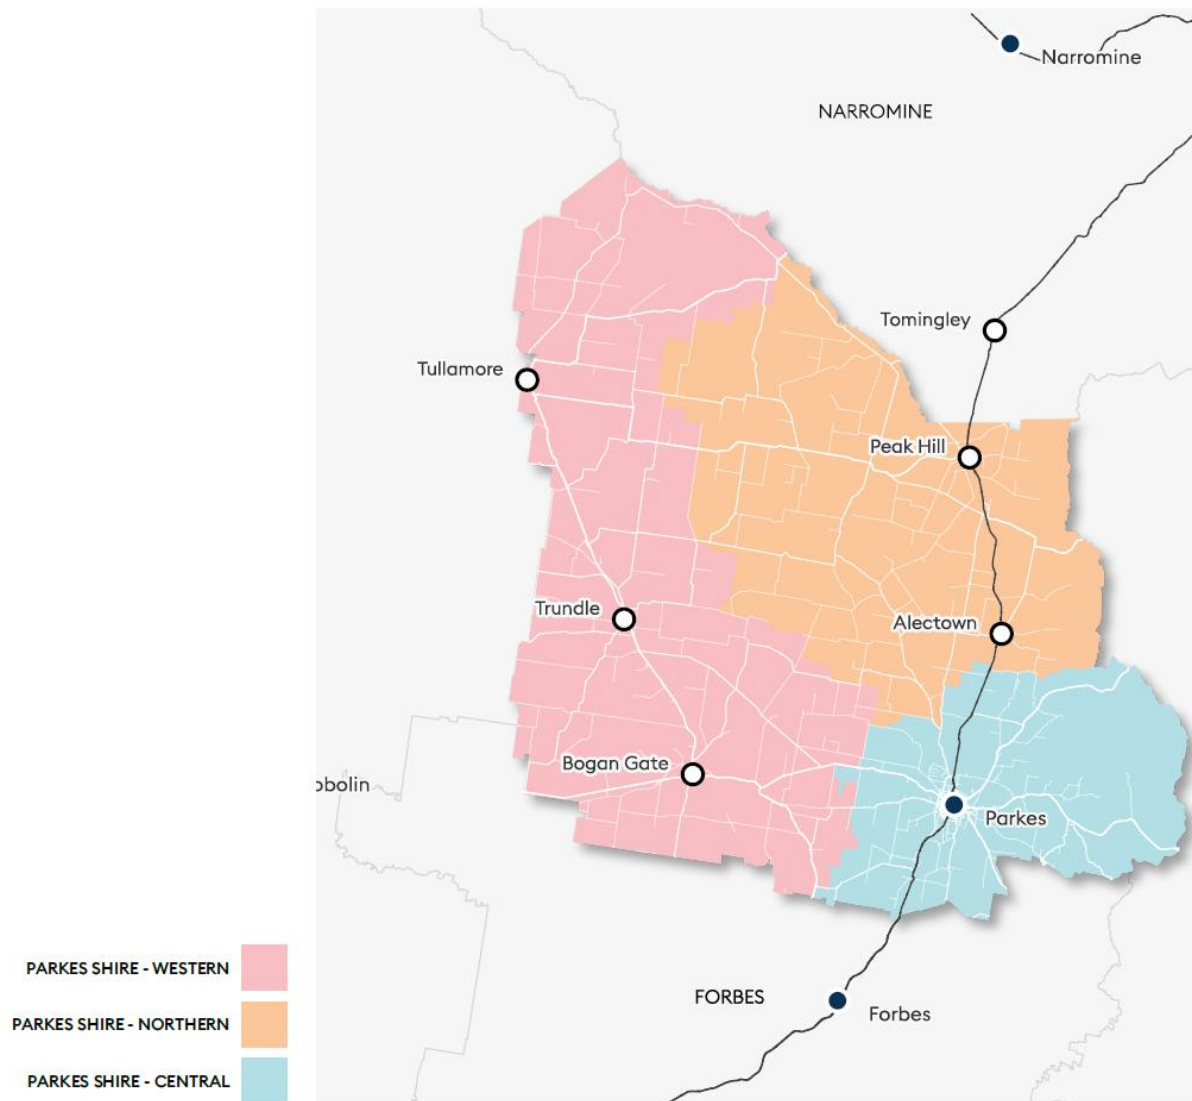 Narromine
NARROMINE
Tomingley
Tullamore
Peak Hill
Trundle
Alectown
Bogan Gate
obolin
Parkes
PARKES SHIRE - WESTERN
FORBES
Forbes
PARKES SHIRE - NORTHERN
PARKES SHIRE - CENTRAL